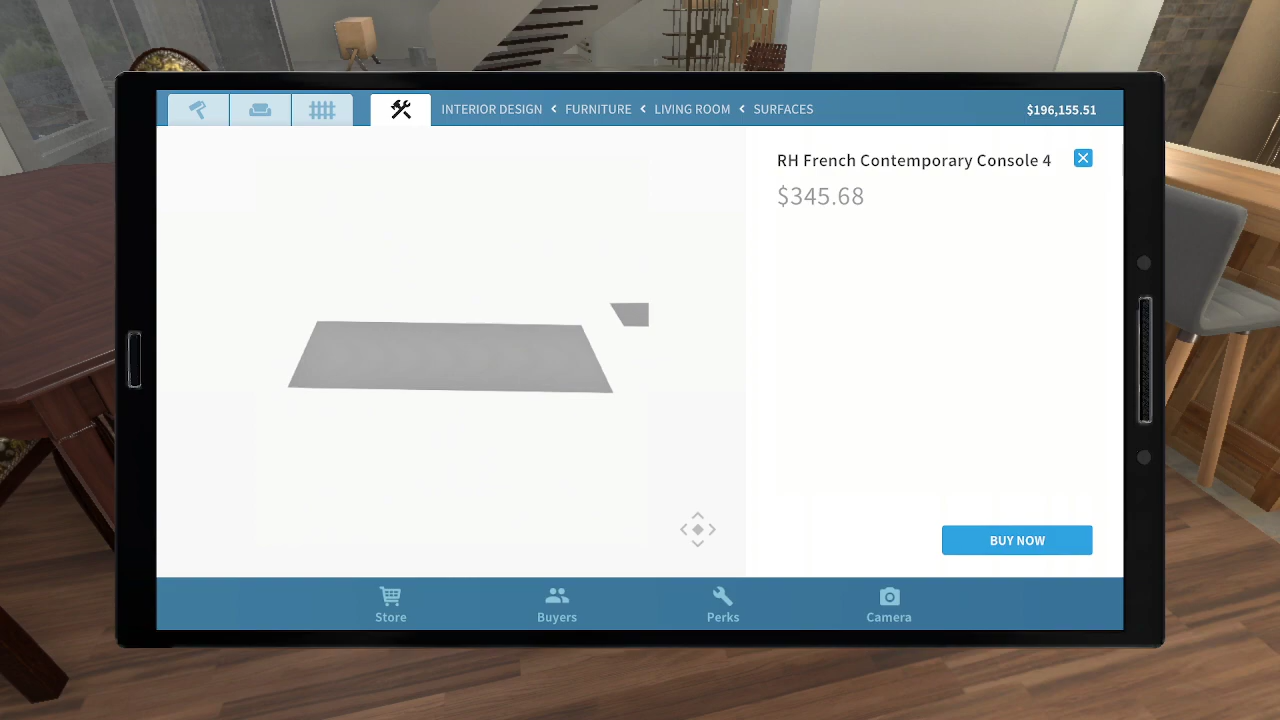 INTERIOR DESIGN < FURNITURE < LIVING ROOM < SURFACES
$196,155.51
RH French Contemporary Console 4
$345.68
BUY NOW
Store
Buyers
Perks
Camera